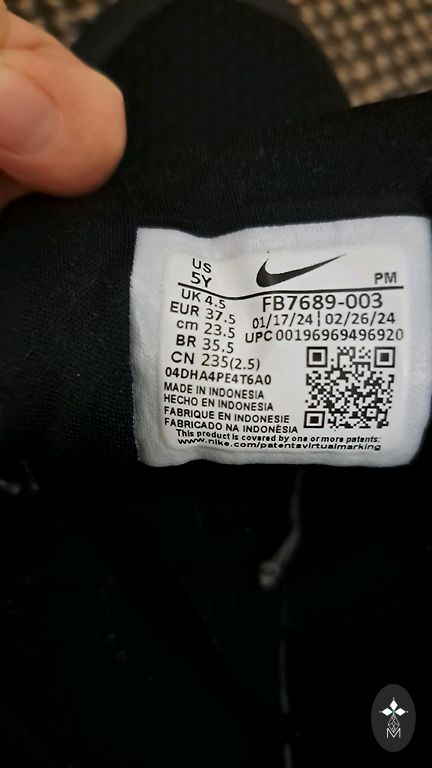 US
5Y
PM
UK 4.5
EUR 37.5
cm 23.5
BR 35,5
CN 235(2.5)
FB7689-003
01/17/24 | 02/26/24
UPC 00196969496920
04DHA4PE4T6A0
MADE IN INDONESIA
HECHO EN INDONESIA
FABRIQUE EN INDONESIE
FABRICADO NA INDONÈSIA
This product is covered by one or more patents:
www.nike.com/patentsvirtualmarking
M